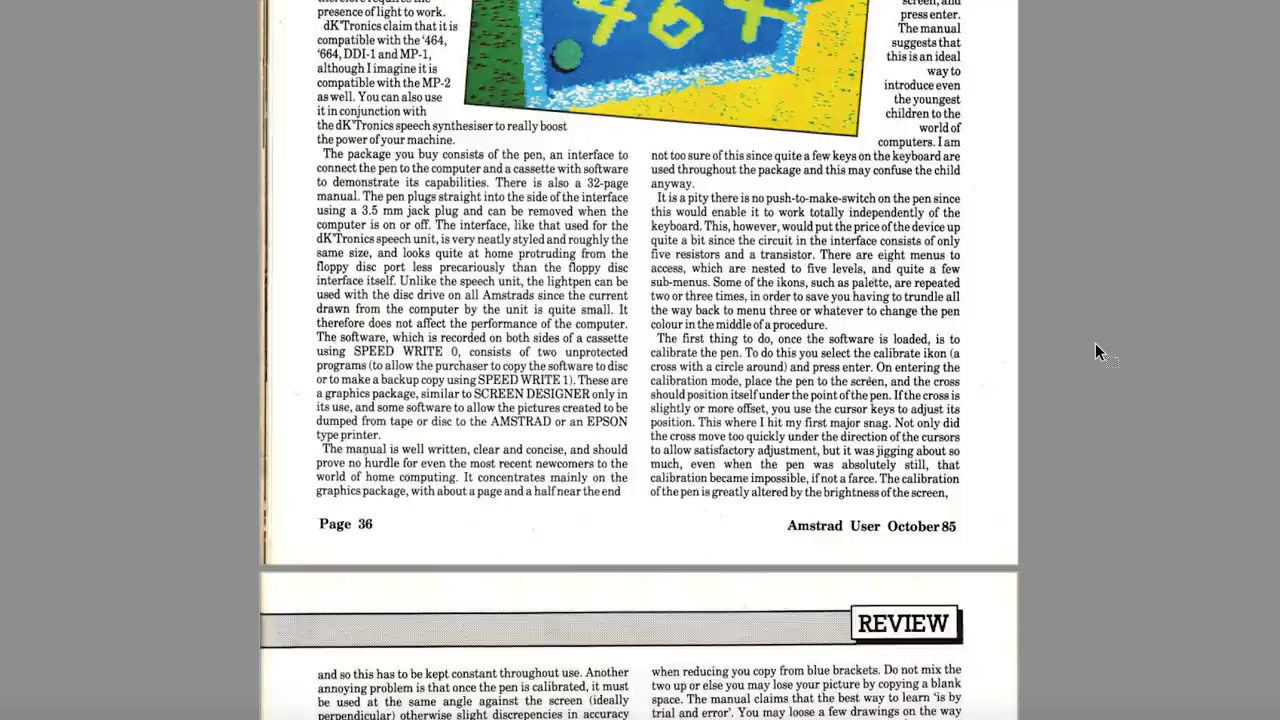 presence of light to work.
dK'Tronics claim that it is
compatible with the '464,
'664, DDI-1 and MP-1,
although I imagine it is
compatible with the MP-2
as well. You can also use
it in conjunction with
the dK'Tronics speech synthesiser to really boost
the power of your machine.
The package you buy consists of the pen, an interface to
connect the pen to the computer and a cassette with software
to demonstrate its capabilities. There is also a 32-page
manual. The pen plugs straight into the side of the interface
using a 3.5 mm jack plug and can be removed when the
computer is on or off. The interface, like that used for the
dK'Tronics speech unit, is very neatly styled and roughly the
same size, and looks quite at home protruding from the
floppy disc port less precariously than the floppy disc
interface itself. Unlike the speech unit, the lightpen can be
used with the disc drive on all Amstrads since the current
drawn from the computer by the unit is quite small. It
therefore does not affect the performance of the computer.
The software, which is recorded on both sides of a cassette
using SPEED WRITE 0, consists of two unprotected
programs (to allow the purchaser to copy the software to disc
or to make a backup copy using SPEED WRITE 1). These are
a graphics package, similar to SCREEN DESIGNER only in
its use, and some software to allow the pictures created to be
dumped from tape or disc to the AMSTRAD or an EPSON
type printer.
The manual is well written, clear and concise, and should
prove no hurdle for even the most recent newcomers to the
world of home computing. It concentrates mainly on the
graphics package, with about a page and a half near the end
464
screen, and
press enter.
The manual
suggests that
this is an ideal
way to
introduce even
the youngest
children to the
world of
computers. I am
not too sure of this since quite a few keys on the keyboard are
used throughout the package and this may confuse the child
anyway.
It is a pity there is no push-to-make-switch on the pen since
this would enable it to work totally independently of the
keyboard. This, however, would put the price of the device up
quite a bit since the circuit in the interface consists of only
five resistors and a transistor. There are eight menus to
access, which are nested to five levels, and quite a few
sub-menus. Some of the ikons, such as palette, are repeated
two or three times, in order to save you having to trundle all
the way back to menu three or whatever to change the pen
colour in the middle of a procedure.
The first thing to do, once the software is loaded, is to
calibrate the pen. To do this you select the calibrate ikon (a
cross with a circle around) and press enter. On entering the
calibration mode, place the pen to the screen, and the cross
should position itself under the point of the pen. If the cross is
slightly or more offset, you use the cursor keys to adjust its
position. This where I hit my first major snag. Not only did
the cross move too quickly under the direction of the cursors
to allow satisfactory adjustment, but it was jigging about so
much, even when the pen was absolutely still, that
calibration became impossible, if not a farce. The calibration
of the pen is greatly altered by the brightness of the screen,
Page 36
Amstrad User October 85
REVIEW
and so this has to be kept constant throughout use. Another
annoying problem is that once the pen is calibrated, it must
be used at the same angle against the screen (ideally
perpendicular) otherwise slight discrepencies in accuracy
when reducing you copy from blue brackets. Do not mix the
two up or else you may lose your picture by copying a blank
space. The manual claims that the best way to learn 'is by
trial and error'. You may loose a few drawings on the way